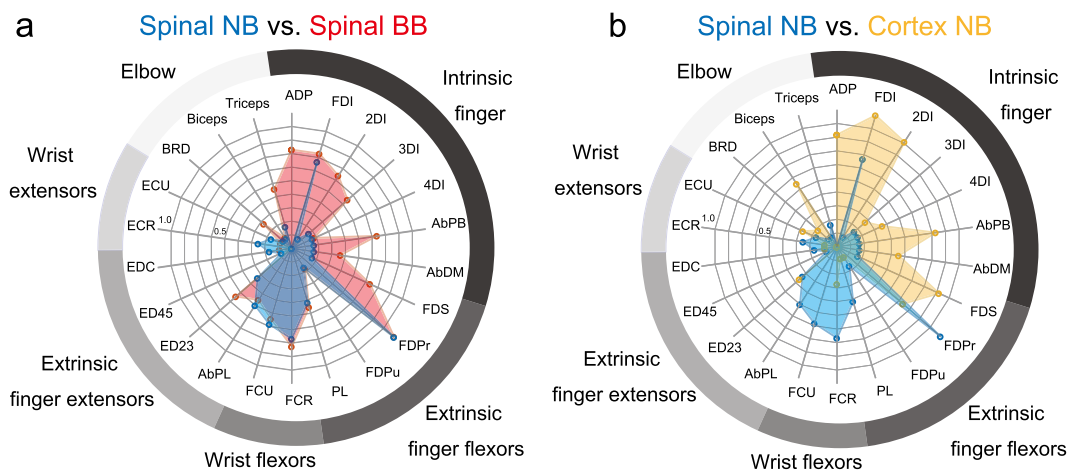 a
Spinal NB vs. Spinal BB
Elbow
Intrinsic
finger
Wrist
extensors
Extrinsic
finger extensors
Wrist flexors
Extrinsic
finger flexors
ADP
FDI
2DI
3DI
4DI
AbPB
AbDM
FDS
FDPr
FDPu
PL
FCR
FCU
AbPL
ED23
ED45
EDC
ECR
ECU
BRD
Biceps
Triceps
1.0
0.5
b
Spinal NB vs. Cortex NB
Elbow
Intrinsic
finger
Wrist
extensors
Extrinsic
finger extensors
Wrist flexors
Extrinsic
finger flexors
ADP
FDI
2DI
3DI
4DI
AbPB
AbDM
FDS
FDPr
FDPu
PL
FCR
FCU
AbPL
ED23
ED45
EDC
ECR
ECU
BRD
Biceps
Triceps
1.0
0.5